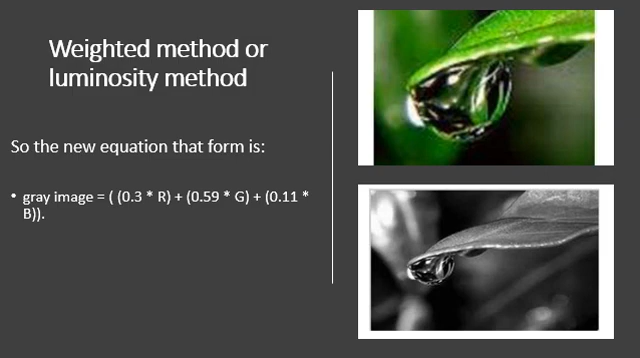 Weighted method or
luminosity method
So the new equation that form is:
• gray image = ( (0.3 * R) + (0.59 * G) + (0.11 *
B)).